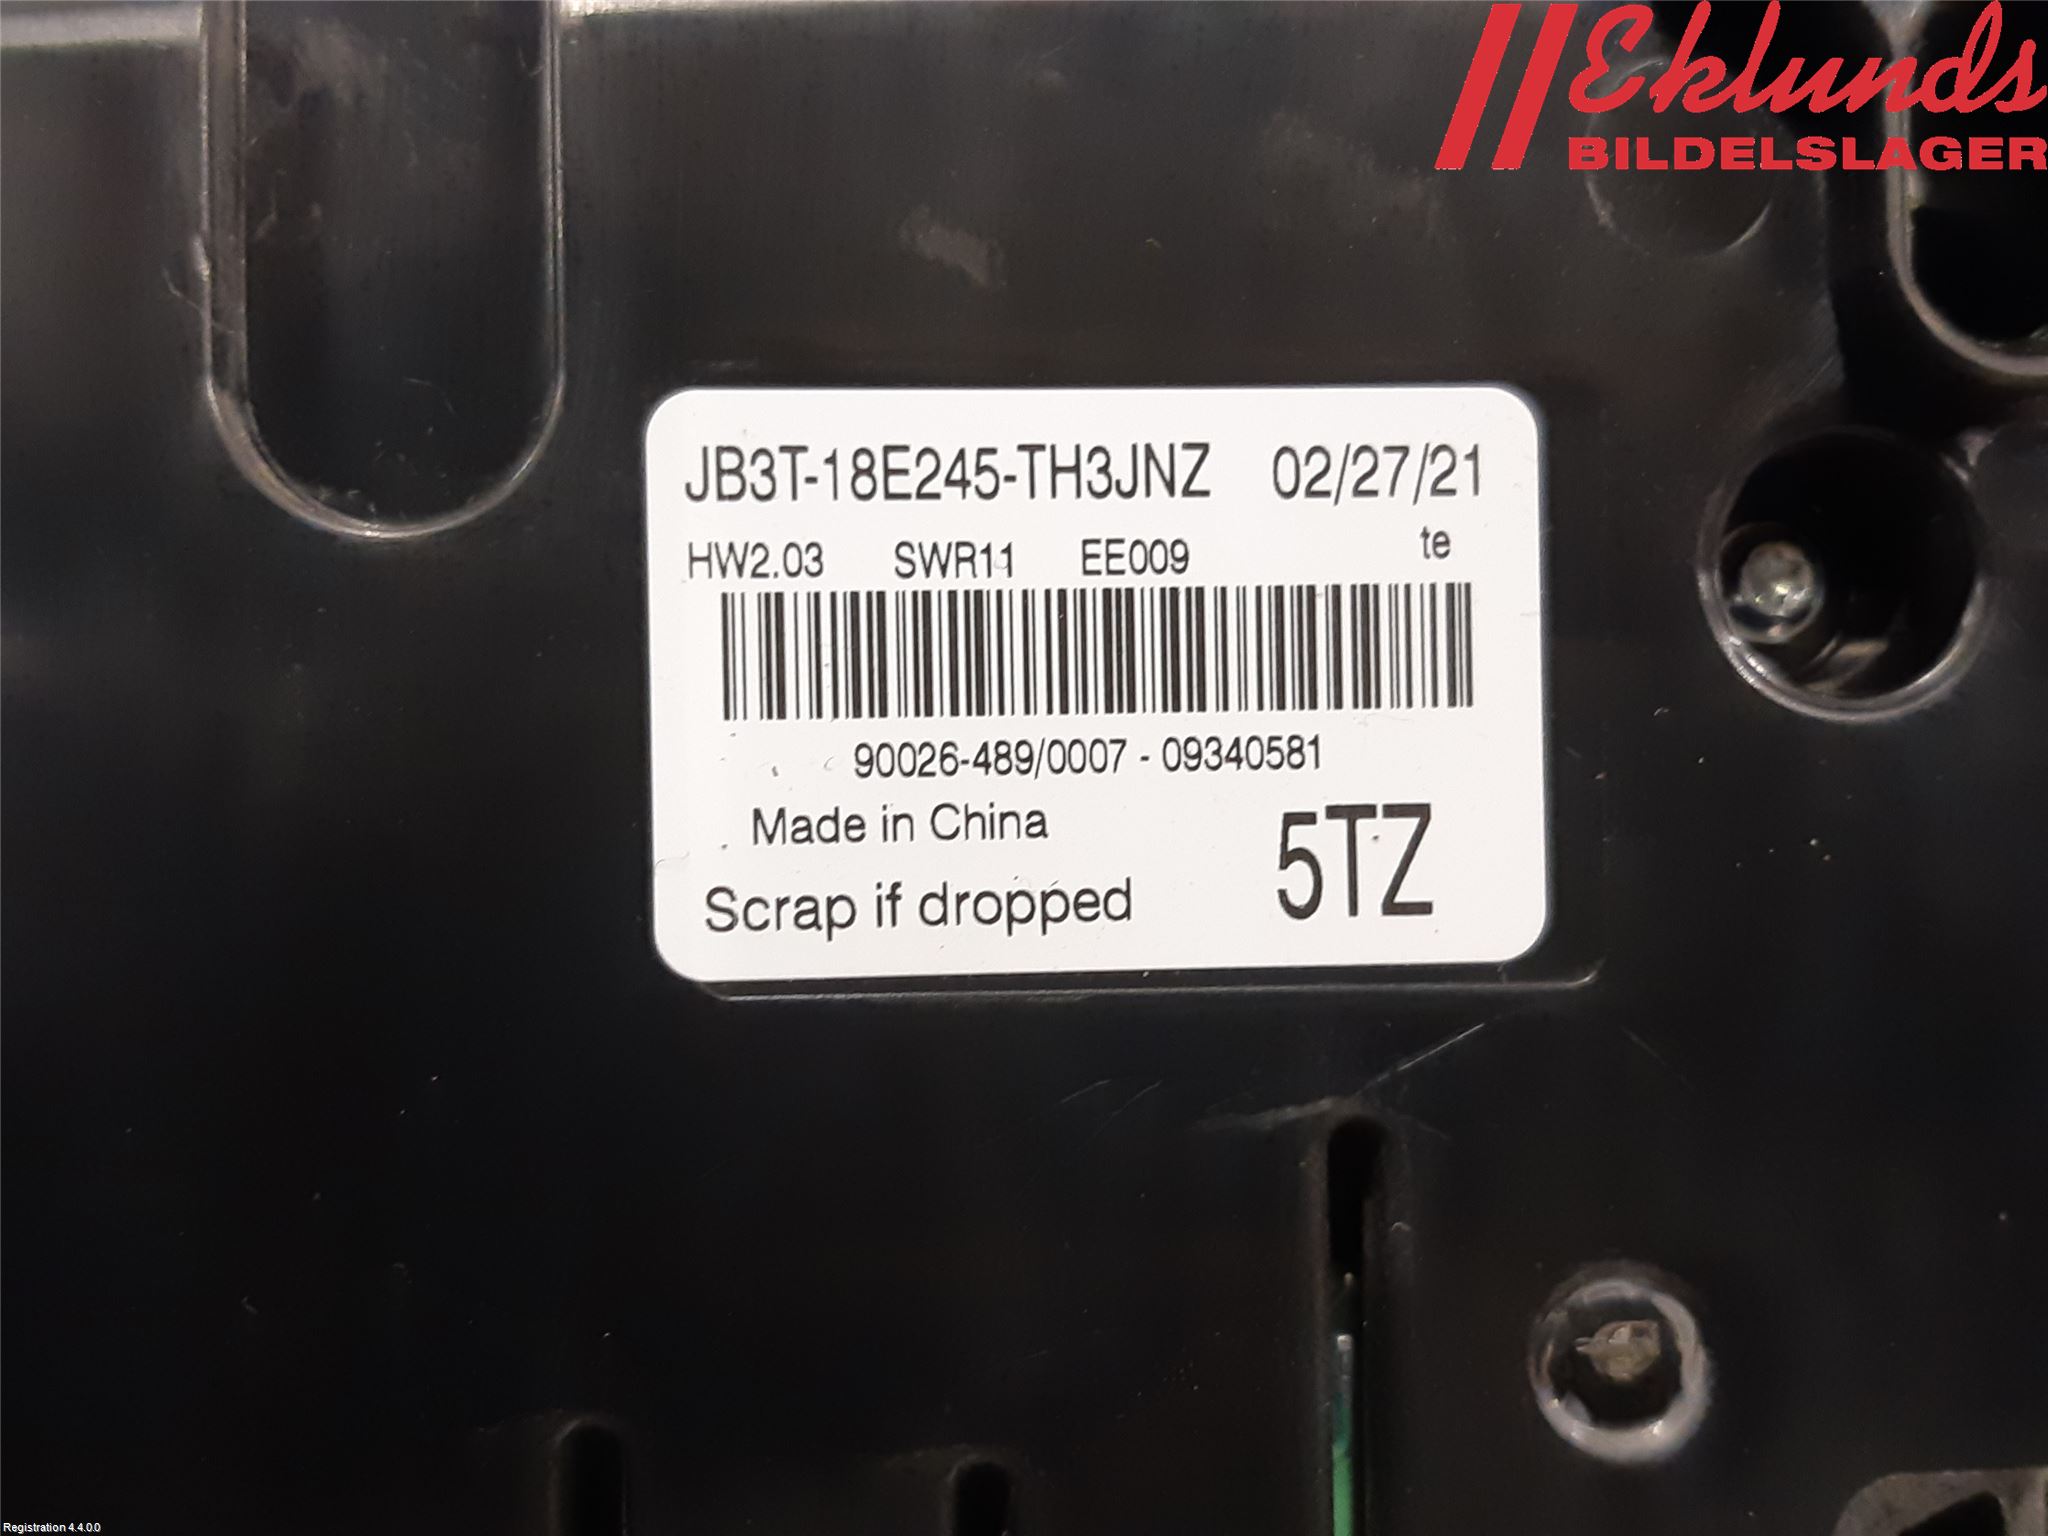 Eklunds
BILDELSLAGER
JB3T-18E245-TH3JNZ 02/27/21
HW2.03 SWR11 EE009 te
90026-489/0007 - 09340581
Made in China
5TZ
Scrap if dropped
Registration 4.4.0.0